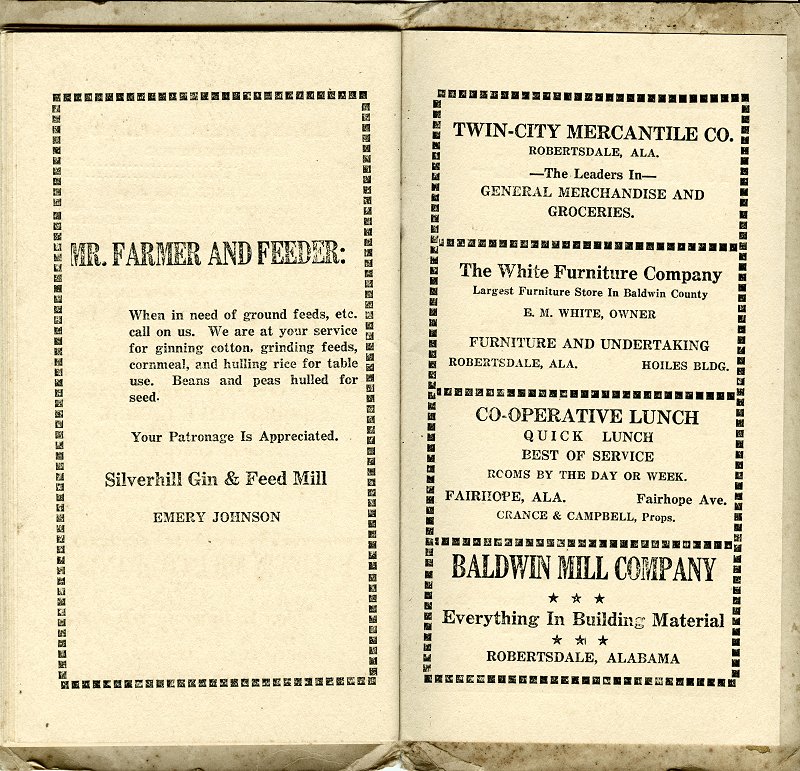 MR. FARMER AND FEEDER:
When in need of ground feeds, etc.
call on us. We are at your service
for ginning cotton, grinding feeds,
cornmeal, and hulling rice for table
use. Beans and peas hulled for
seed.
Your Patronage Is Appreciated.
Silverhill Gin & Feed Mill
EMERY JOHNSON
TWIN-CITY MERCANTILE CO.
ROBERTSDALE, ALA.
—The Leaders In—
GENERAL MERCHANDISE AND
GROCERIES.
The White Furniture Company
Largest Furniture Store In Baldwin County
E. M. WHITE, OWNER
FURNITURE AND UNDERTAKING
ROBERTSDALE, ALA. HOILES BLDG.
CO-OPERATIVE LUNCH
QUICK LUNCH
BEST OF SERVICE
ROOMS BY THE DAY OR WEEK.
FAIRHOPE, ALA. Fairhope Ave.
CRANCE & CAMPBELL, Props.
BALDWIN MILL COMPANY
★ ★ ★
Everything In Building Material
★ ★ ★
ROBERTSDALE, ALABAMA